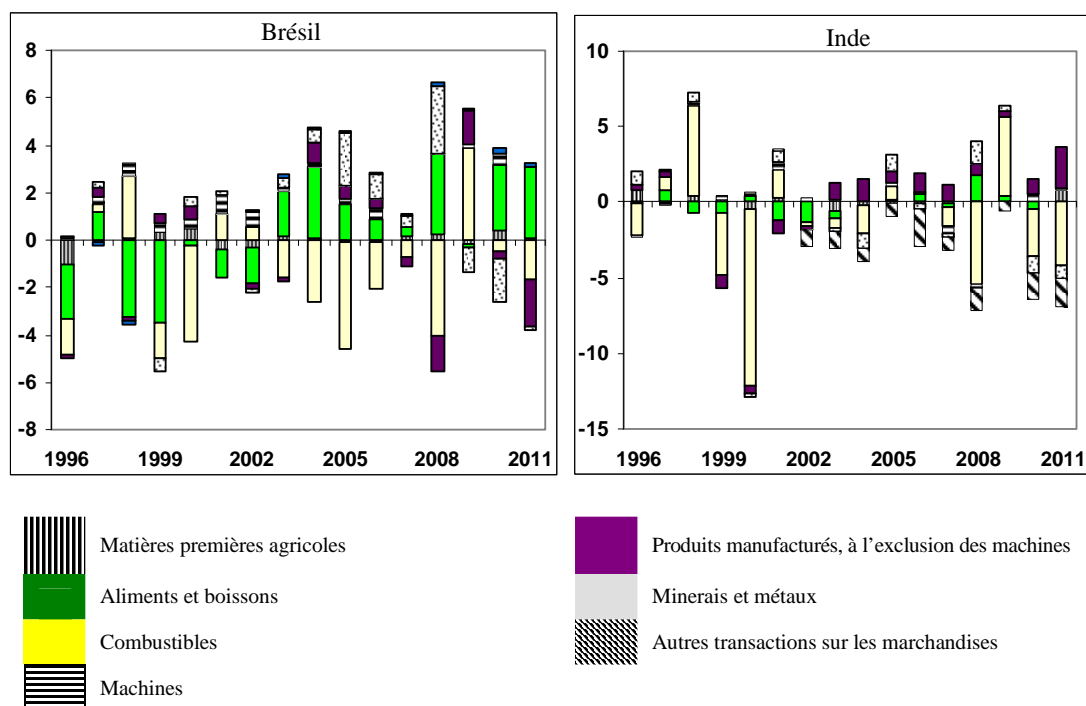 Brésil
8
6
4
2
0
-2
-4
-6
-8
1996 1999 2002 2005 2008 2011
Inde
10
5
0
-5
-10
-15
1996 1999 2002 2005 2008 2011
Matières premières agricoles
Aliments et boissons
Combustibles
Machines
Produits manufacturés, à l’exclusion des machines
Minerais et métaux
Autres transactions sur les marchandises